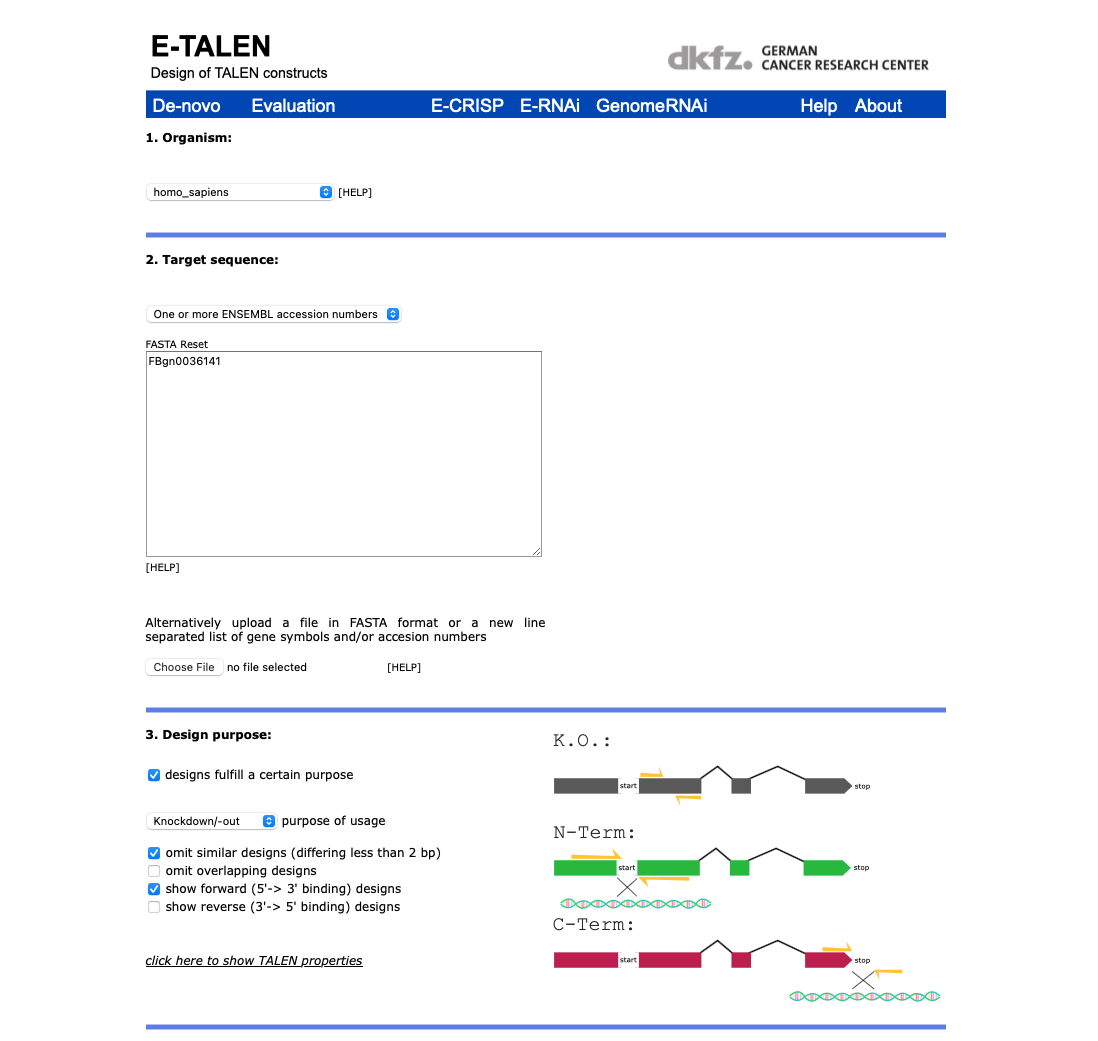 E-TALEN
Design of TALEN constructs
dkfz. GERMAN
CANCER RESEARCH CENTER
De-novo Evaluation E-CRISP E-RNAi GenomeRNAi Help About
1. Organism:
homo_sapiens [HELP]
2. Target sequence:
One or more ENSEMBL accession numbers
FASTA Reset
FBgn0036141
[HELP]
Alternatively upload a file in FASTA format or a new line
separated list of gene symbols and/or accesion numbers
Choose File no file selected [HELP]
3. Design purpose:
designs fulfill a certain purpose
Knockdown/-out purpose of usage
omit similar designs (differing less than 2 bp)
omit overlapping designs
show forward (5'-> 3' binding) designs
show reverse (3'-> 5' binding) designs
click here to show TALEN properties
K.O.:
start stop
N-Term:
start stop
C-Term:
start stop